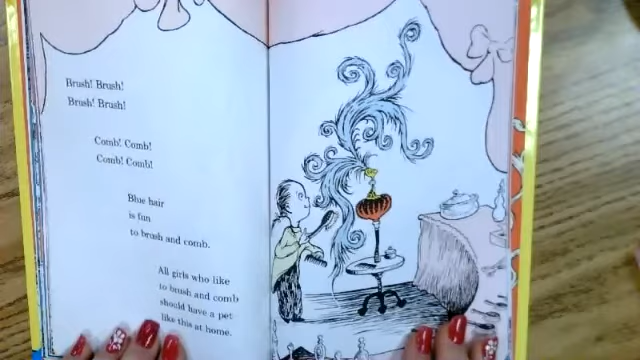 Brush! Brush!
Brush! Brush!
Comb! Comb!
Comb! Comb!
Blue hair
is fun
to brush and comb.
All girls who like
to brush and comb
should have a pet
like this at home.